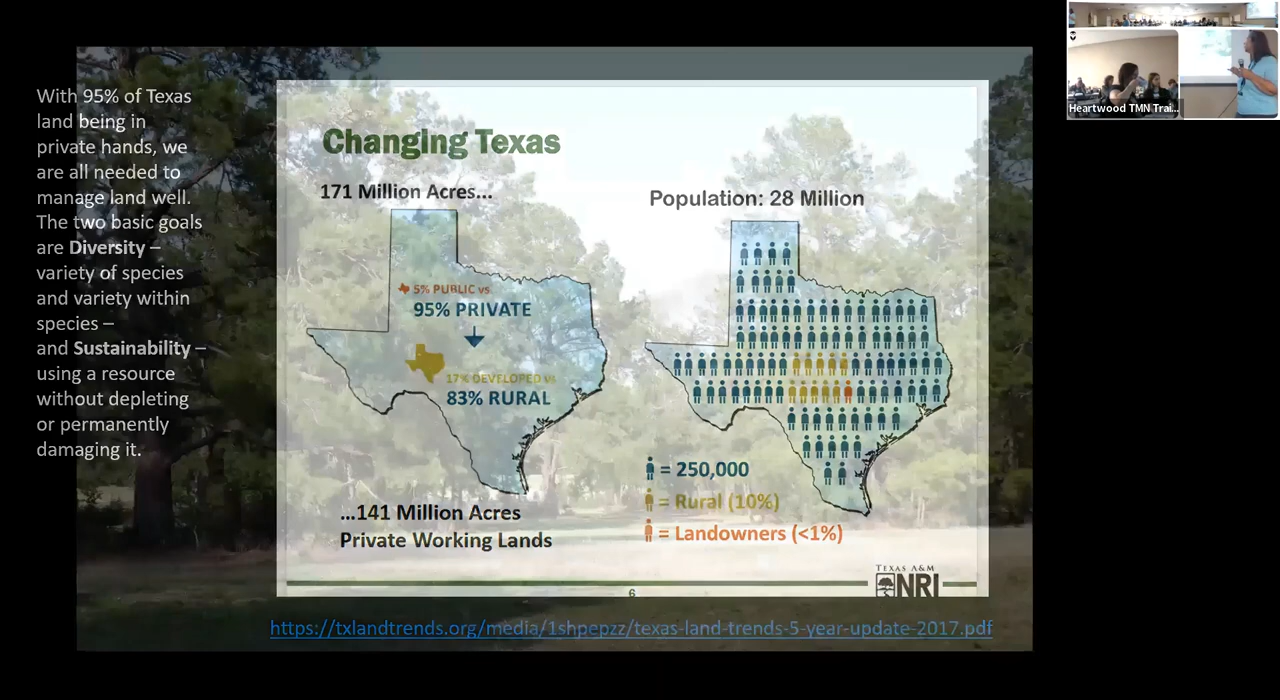 With 95% of Texas
land being in
private hands, we
are all needed to
manage land well.
The two basic goals
are Diversity –
variety of species
and variety within
species –
and Sustainability –
using a resource
without depleting
or permanently
damaging it.
Changing Texas
171 Million Acres...
5% PUBLIC vs
95% PRIVATE
17% DEVELOPED vs
83% RURAL
...141 Million Acres
Private Working Lands
Population: 28 Million
= 250,000
= Rural (10%)
= Landowners (<1%)
6
TEXAS A&M
NRI
https://txlandtrends.org/media/1shpepzz/texas-land-trends-5-year-update-2017.pdf
Heartwood TMN Trai...